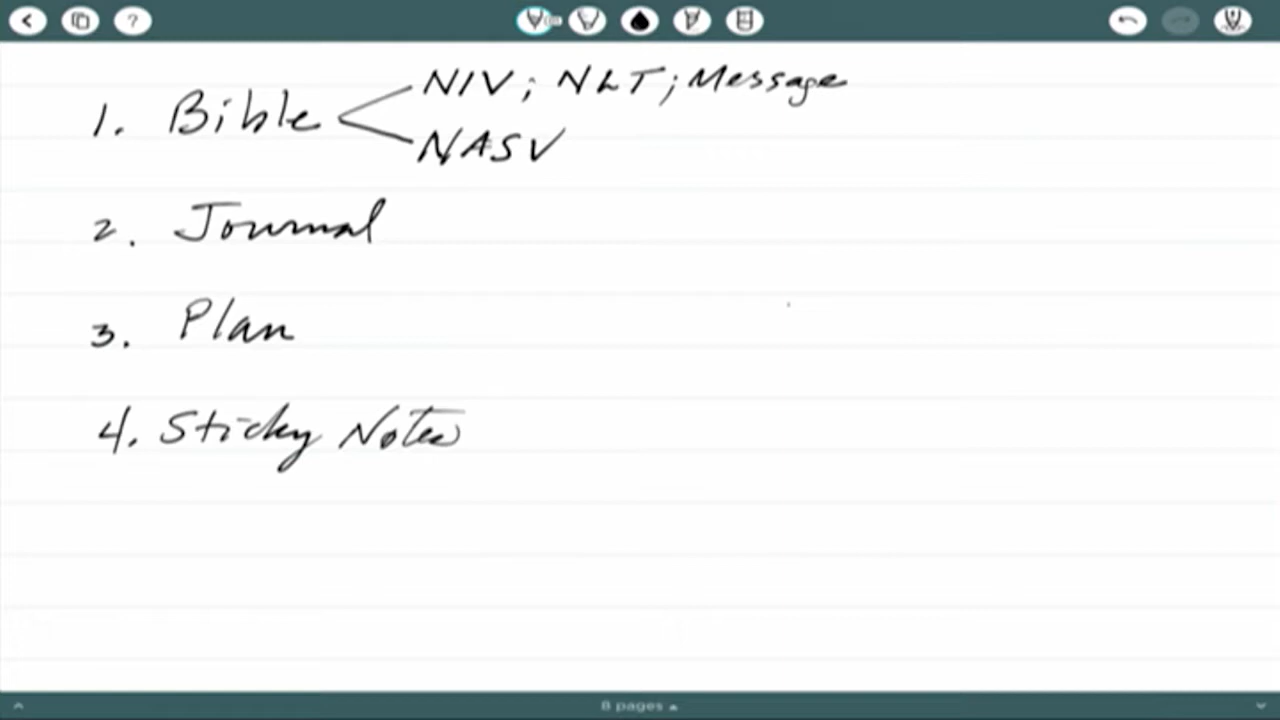 ?
NIV; NLT; Message
1. Bible
NASV
2. Journal
3. Plan
4. Sticky Notes
8 pages